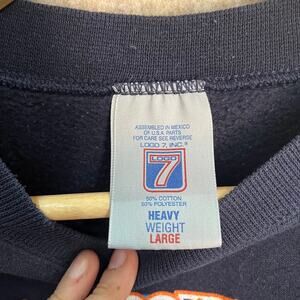 ASSEMBLED IN MEXICO
OF U.S.A. PARTS
FOR CARE SEE REVERSE
LOGO 7, INC.®
LOGO
7
50% COTTON
50% POLYESTER
HEAVY
WEIGHT
LARGE